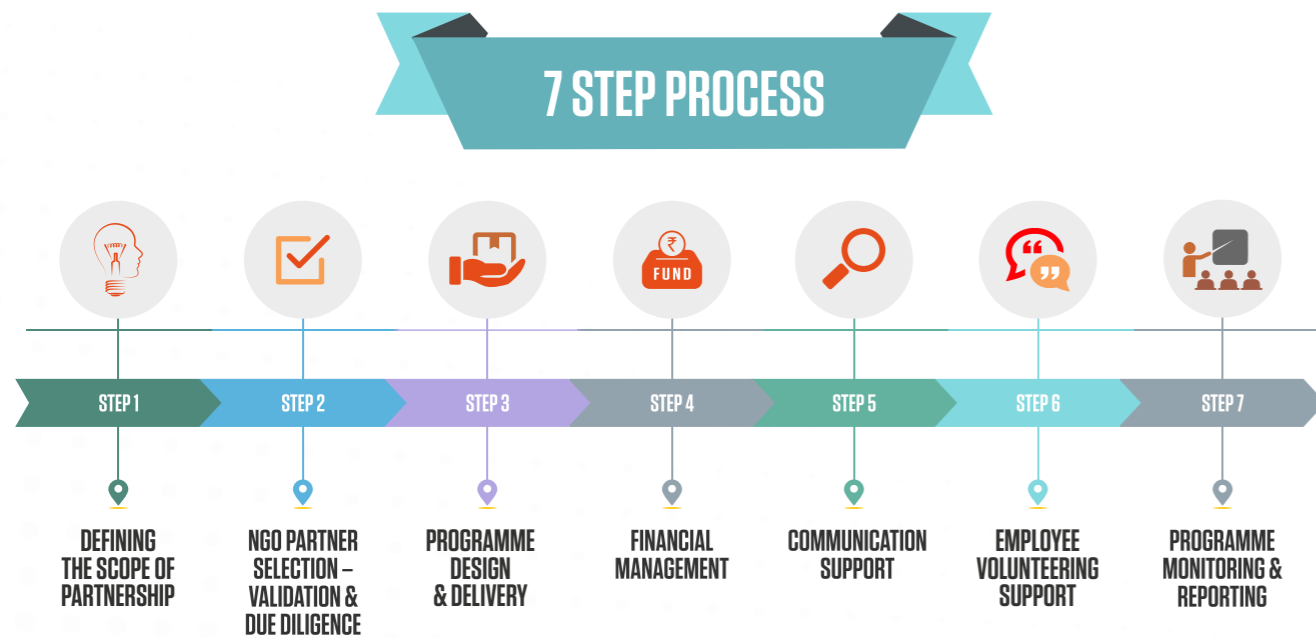 7 STEP PROCESS
₹
FUND
STEP 1
STEP 2
STEP 3
STEP 4
STEP 5
STEP 6
STEP 7
DEFINING
THE SCOPE OF
PARTNERSHIP
NGO PARTNER
SELECTION –
VALIDATION &
DUE DILIGENCE
PROGRAMME
DESIGN
& DELIVERY
FINANCIAL
MANAGEMENT
COMMUNICATION
SUPPORT
EMPLOYEE
VOLUNTEERING
SUPPORT
PROGRAMME
MONITORING &
REPORTING